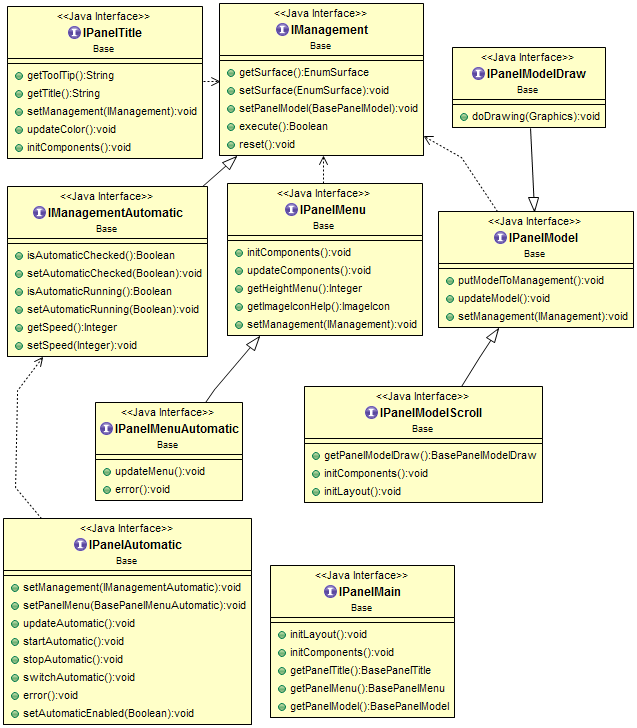 <<Java Interface>>
IPanelTitle
Base
getToolTip():String
getTitle():String
setManagement(IManagement):void
updateColor():void
initComponents():void
<<Java Interface>>
IManagement
Base
getSurface():EnumSurface
setSurface(EnumSurface):void
setPanelModel(BasePanelModel):void
execute():Boolean
reset():void
<<Java Interface>>
IPanelModelDraw
Base
doDrawing(Graphics):void
<<Java Interface>>
IManagementAutomatic
Base
isAutomaticChecked():Boolean
setAutomaticChecked(Boolean):void
isAutomaticRunning():Boolean
setAutomaticRunning(Boolean):void
getSpeed():Integer
setSpeed(Integer):void
<<Java Interface>>
IPanelMenu
Base
initComponents():void
updateComponents():void
getHeightMenu():Integer
getImageIconHelp():ImageIcon
setManagement(IManagement):void
<<Java Interface>>
IPanelModel
Base
putModelToManagement():void
updateModel():void
setManagement(IManagement):void
<<Java Interface>>
IPanelMenuAutomatic
Base
updateMenu():void
error():void
<<Java Interface>>
IPanelModelScroll
Base
getPanelModelDraw():BasePanelModelDraw
initComponents():void
initLayout():void
<<Java Interface>>
IPanelAutomatic
Base
setManagement(IManagementAutomatic):void
setPanelMenu(BasePanelMenuAutomatic):void
updateAutomatic():void
startAutomatic():void
stopAutomatic():void
switchAutomatic():void
error():void
setAutomaticEnabled(Boolean):void
<<Java Interface>>
IPanelMain
Base
initLayout():void
initComponents():void
getPanelTitle():BasePanelTitle
getPanelMenu():BasePanelMenu
getPanelModel():BasePanelModel